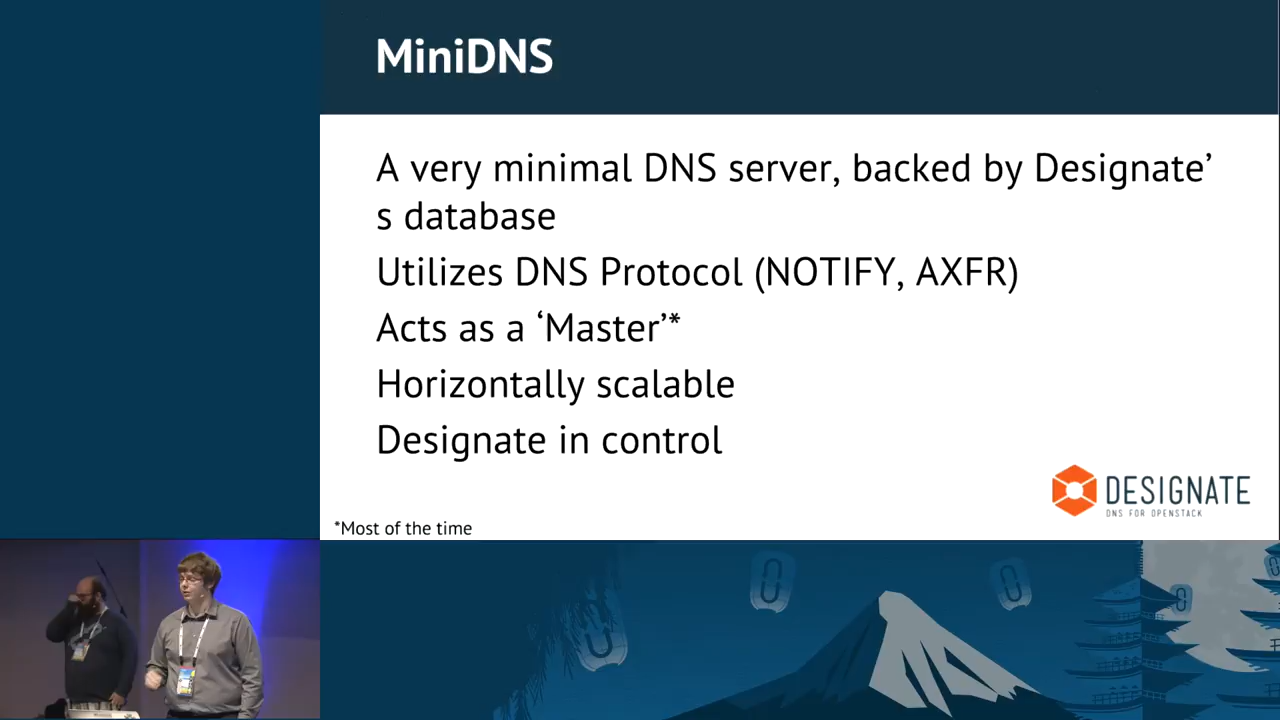 MiniDNS
A very minimal DNS server, backed by Designate’
s database
Utilizes DNS Protocol (NOTIFY, AXFR)
Acts as a ‘Master’*
Horizontally scalable
Designate in control
DESIGNATE
DNS FOR OPENSTACK
*Most of the time